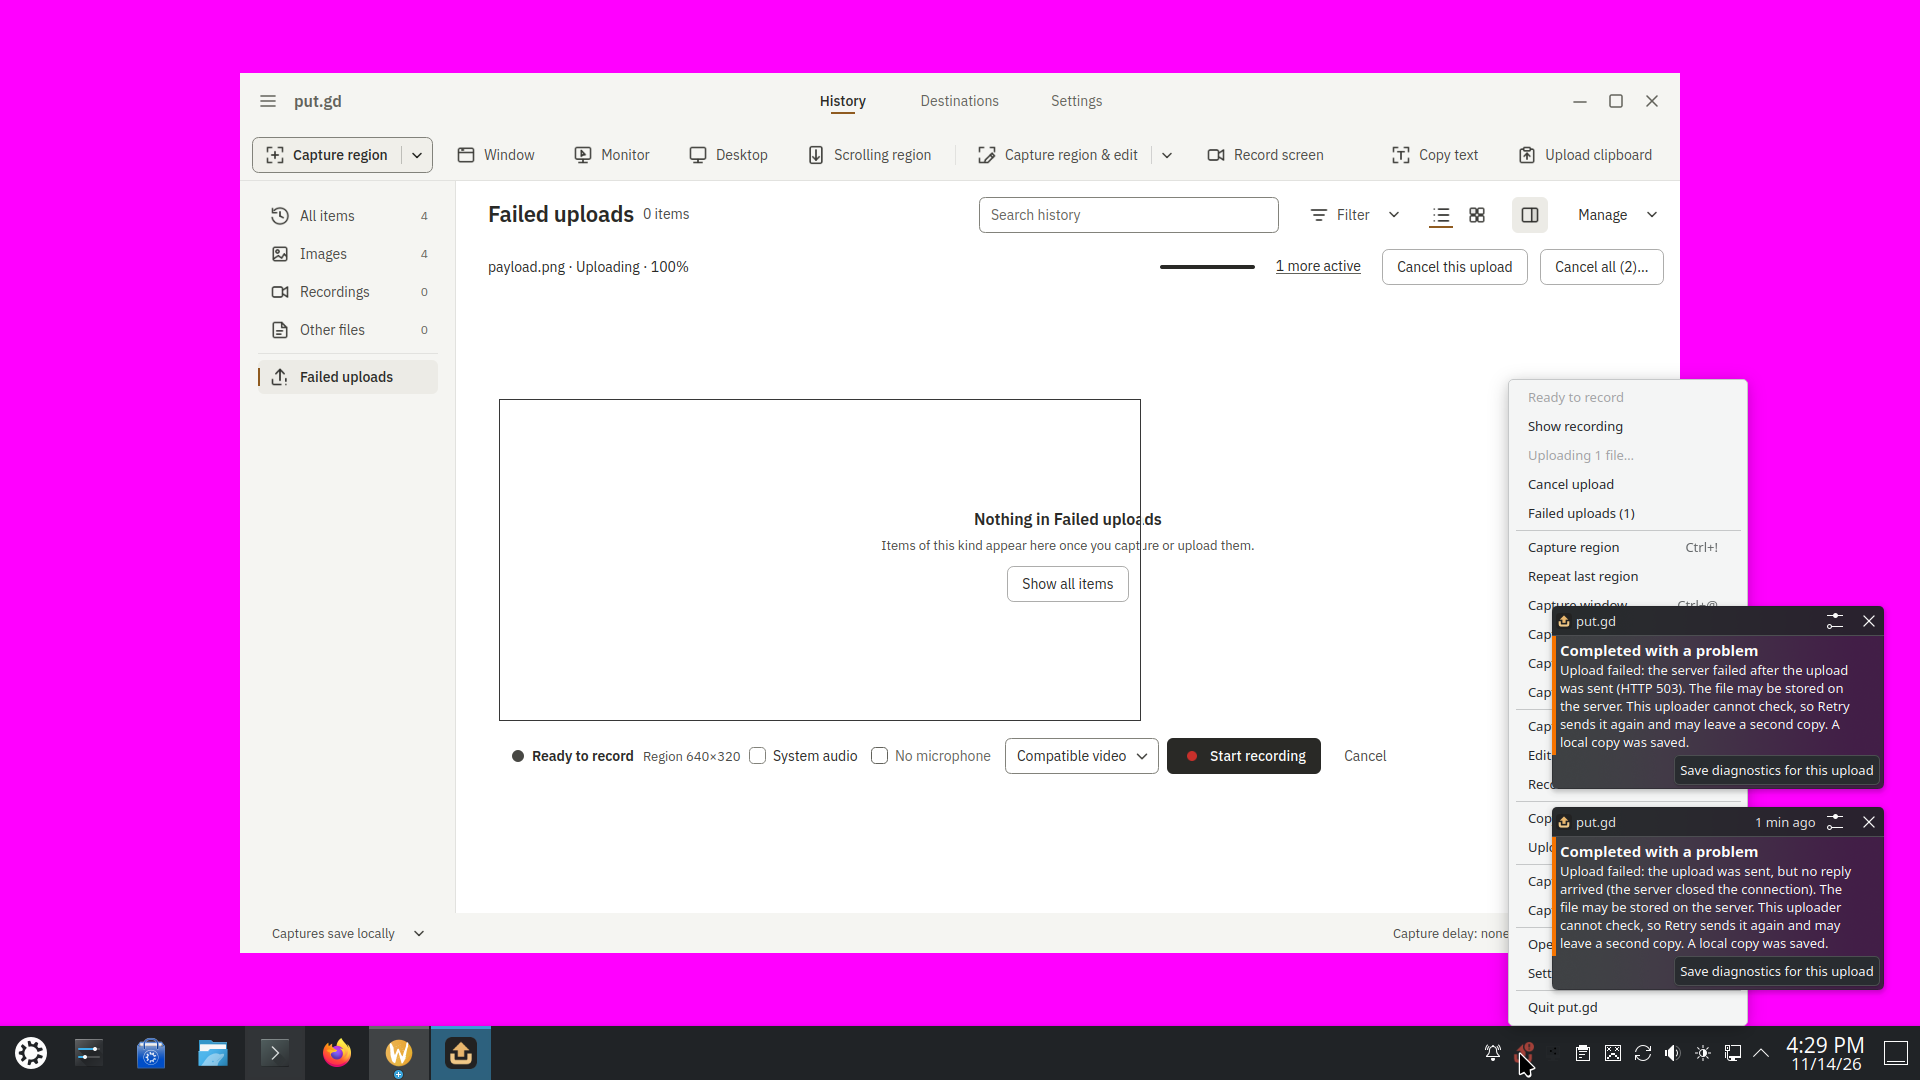 put.gd
History
Destinations
Settings
Capture region
Window
Monitor
Desktop
Scrolling region
Capture region & edit
Record screen
Copy text
Upload clipboard
All items 4
Images 4
Recordings 0
Other files 0
Failed uploads
Failed uploads 0 items
Search history
Filter
Manage
payload.png · Uploading · 100%
1 more active
Cancel this upload
Cancel all (2)...
Nothing in Failed uploads
Items of this kind appear here once you capture or upload them.
Show all items
Ready to record Region 640×320 System audio No microphone Compatible video Start recording Cancel
Captures save locally
Capture delay: none
Ready to record
Show recording
Uploading 1 file...
Cancel upload
Failed uploads (1)
Capture region Ctrl+!
Repeat last region
Capture window Ctrl+@
Quit put.gd
put.gd
Completed with a problem
Upload failed: the server failed after the upload
was sent (HTTP 503). The file may be stored on
the server. This uploader cannot check, so Retry
sends it again and may leave a second copy. A
local copy was saved.
Save diagnostics for this upload
put.gd 1 min ago
Completed with a problem
Upload failed: the upload was sent, but no reply
arrived (the server closed the connection). The
file may be stored on the server. This uploader
cannot check, so Retry sends it again and may
leave a second copy. A local copy was saved.
Save diagnostics for this upload
4:29 PM
11/14/26